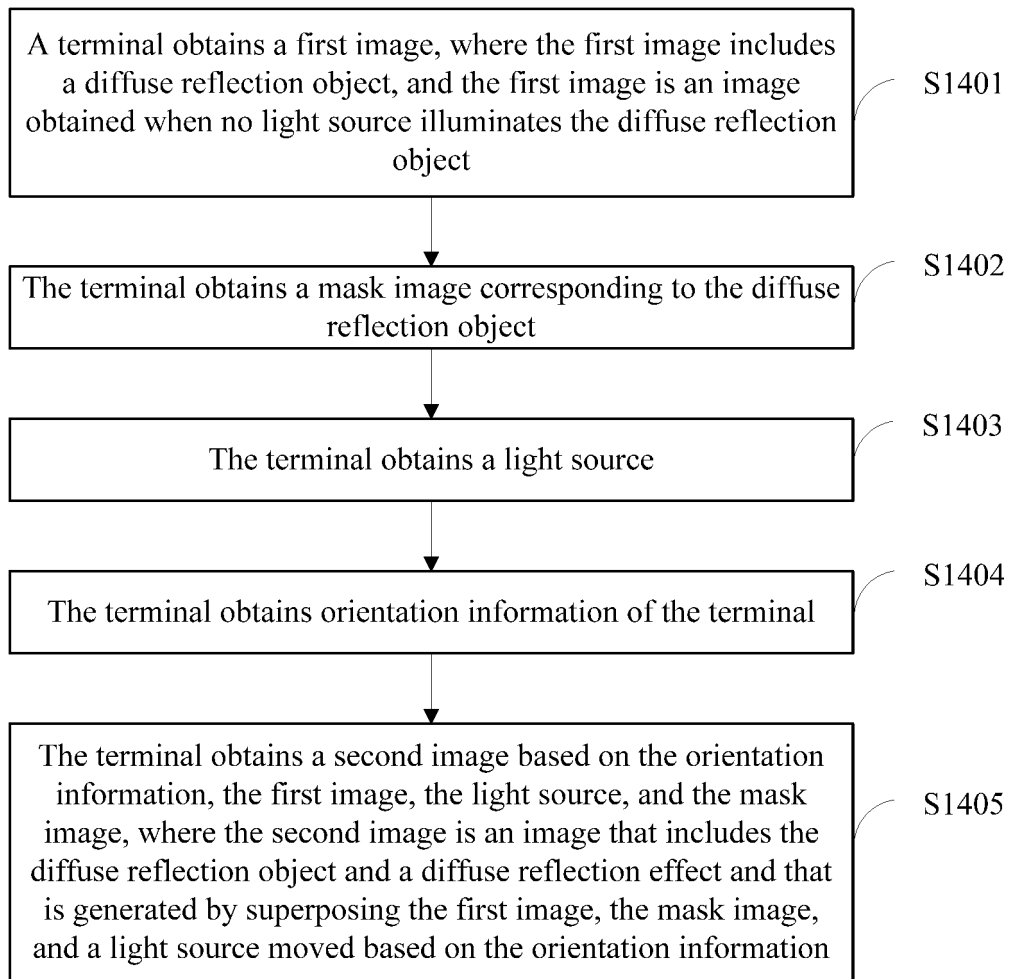 A terminal obtains a first image, where the first image includes
a diffuse reflection object, and the first image is an image
obtained when no light source illuminates the diffuse reflection
object
S1401
The terminal obtains a mask image corresponding to the diffuse
reflection object
S1402
The terminal obtains a light source
S1403
The terminal obtains orientation information of the terminal
S1404
The terminal obtains a second image based on the orientation
information, the first image, the light source, and the mask
image, where the second image is an image that includes the
diffuse reflection object and a diffuse reflection effect and that
is generated by superposing the first image, the mask image,
and a light source moved based on the orientation information
S1405